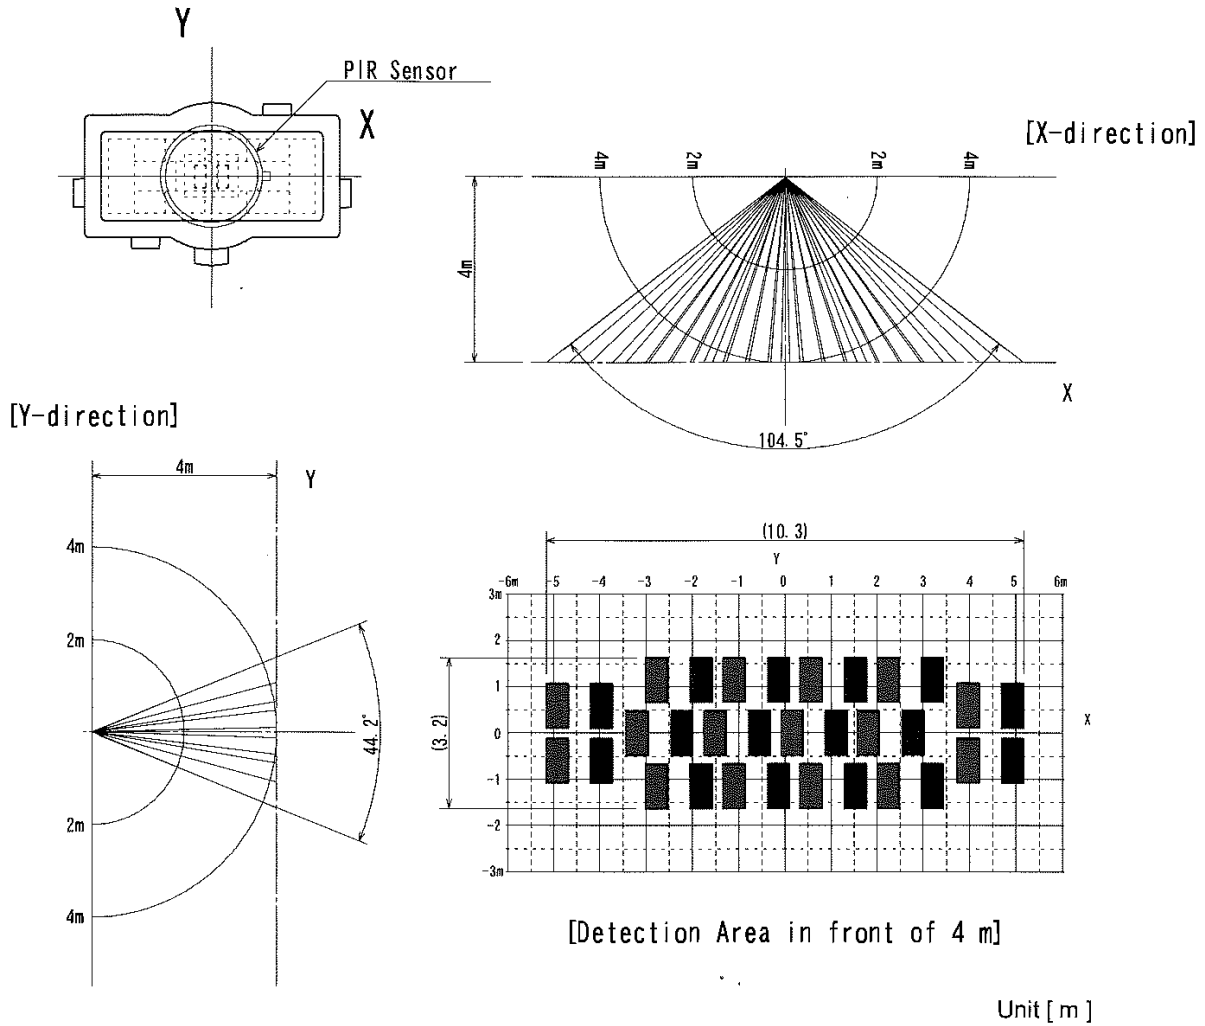 Y
PIR Sensor
X
[X-direction]
4m
2m
2m
4m
4m
X
104.5°
[Y-direction]
4m
Y
4m
2m
2m
4m
44.2°
(10.3)
Y
-6m -5 -4 -3 -2 -1 0 1 2 3 4 5 6m
3m
2
1
0
-1
-2
-3m
(3.2)
X
[Detection Area in front of 4 m]
Unit [ m ]